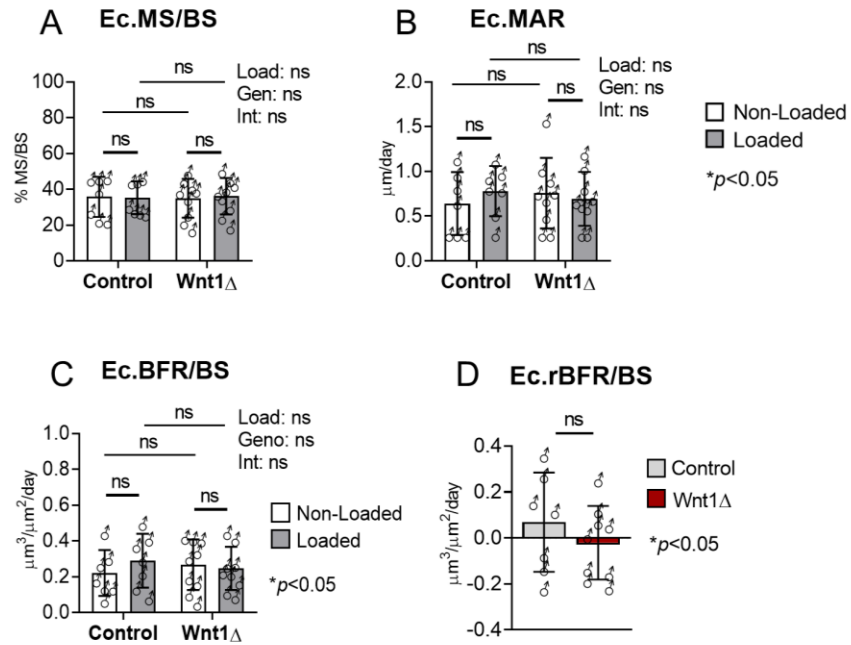 A Ec.MS/BS
ns
ns
ns
ns
Load: ns
Gen: ns
Int: ns
% MS/BS
100
80
60
40
20
0
Control
Wnt1Δ
B Ec.MAR
ns
ns
ns
ns
Load: ns
Gen: ns
Int: ns
μm/day
2.0
1.5
1.0
0.5
0.0
Control
Wnt1Δ
Non-Loaded
Loaded
*p<0.05
C Ec.BFR/BS
ns
ns
ns
ns
Load: ns
Geno: ns
Int: ns
μm³/μm²/day
1.0
0.8
0.6
0.4
0.2
0.0
Control
Wnt1Δ
Non-Loaded
Loaded
*p<0.05
D Ec.rBFR/BS
ns
μm³/μm²/day
0.4
0.2
0.0
-0.2
-0.4
Control
Wnt1Δ
*p<0.05